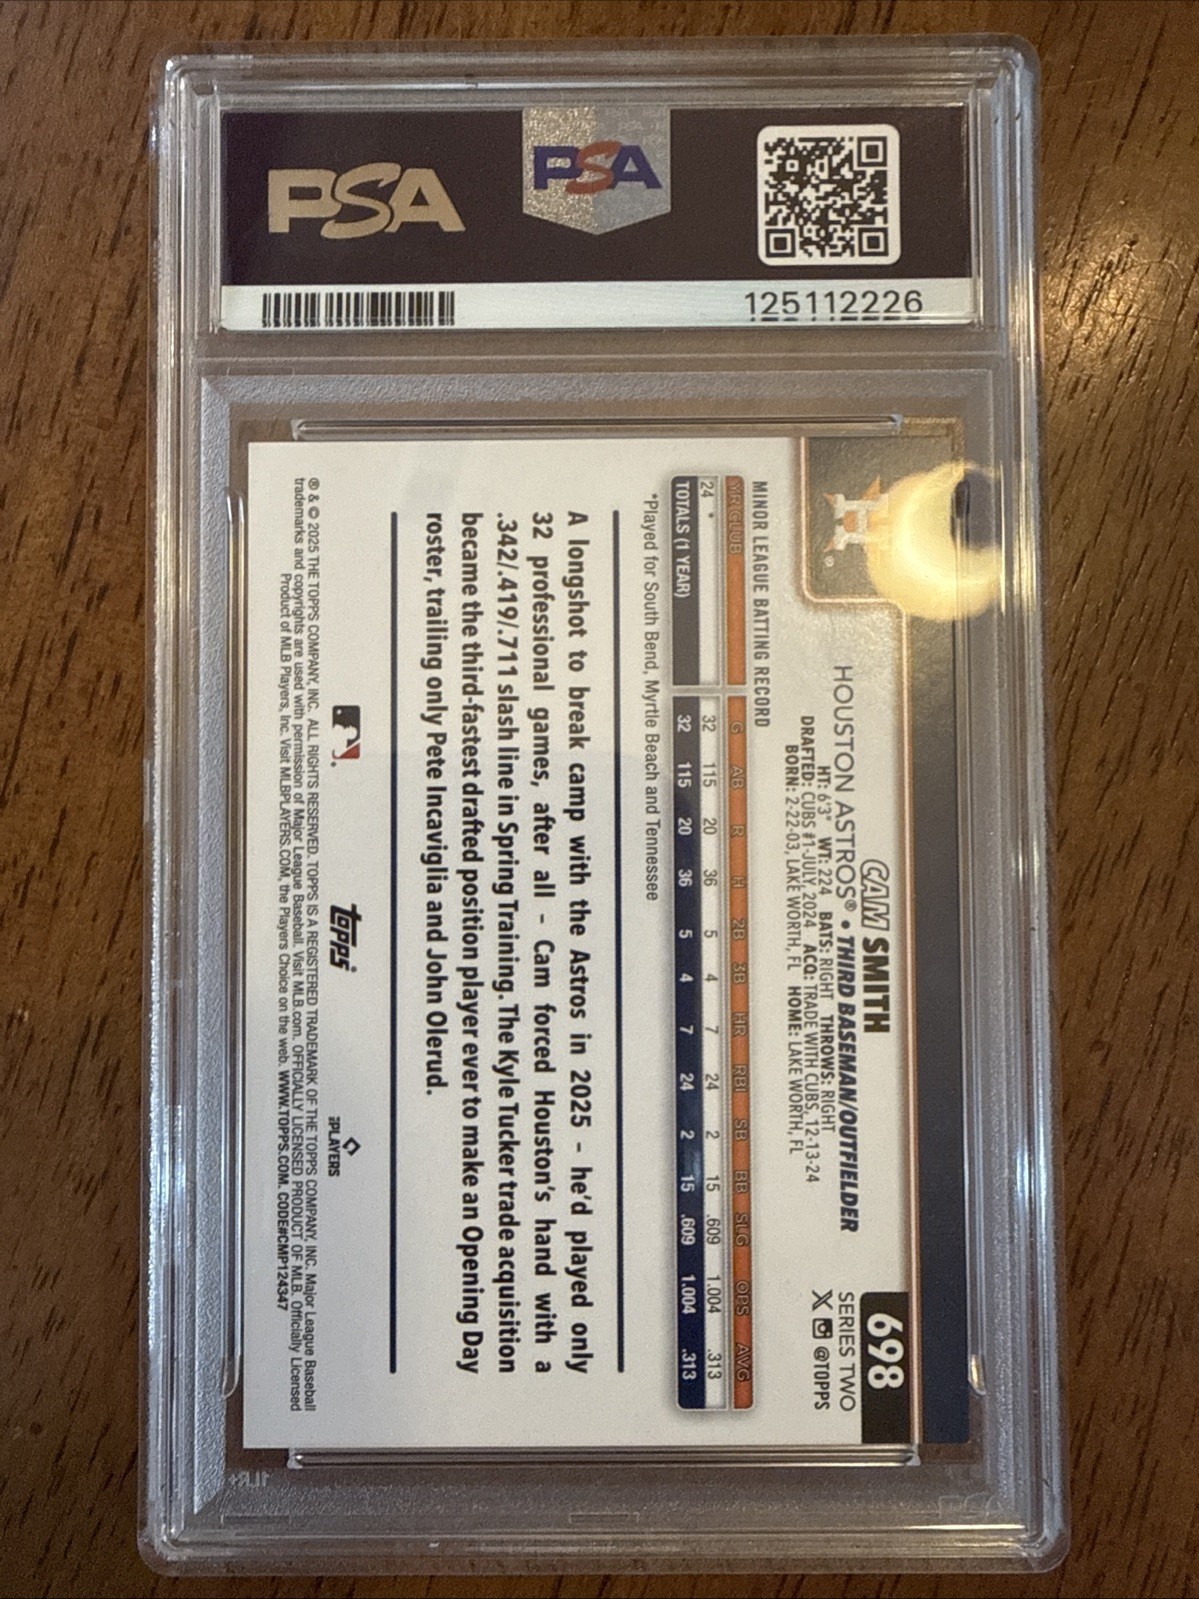 PSA
PSA
125112226
698
SERIES TWO
@TOPPS
CAM SMITH
HOUSTON ASTROS® • THIRD BASEMAN/OUTFIELDER
HT: 6'3" WT: 224 BATS: RIGHT THROWS: RIGHT
DRAFTED: CUBS #1-JULY, 2024 ACQ: TRADE WITH CUBS, 12-13-24
BORN: 2-22-03, LAKE WORTH, FL HOME: LAKE WORTH, FL
MINOR LEAGUE BATTING RECORD
YR CLUB G AB R H 2B 3B HR RBI SB BB SLG OPS AVG
24 * 32 115 20 36 5 4 7 24 2 15 .609 1.004 .313
TOTALS (1 YEAR) 32 115 20 36 5 4 7 24 2 15 .609 1.004 .313
*Played for South Bend, Myrtle Beach and Tennessee
A longshot to break camp with the Astros in 2025 – he'd played only
32 professional games, after all – Cam forced Houston's hand with a
.342/.419/.711 slash line in Spring Training. The Kyle Tucker trade acquisition
became the third-fastest drafted position player ever to make an Opening Day
roster, trailing only Pete Incaviglia and John Olerud.
topps
PLAYERS
® & © 2025 THE TOPPS COMPANY, INC. ALL RIGHTS RESERVED. TOPPS IS A REGISTERED TRADEMARK OF THE TOPPS COMPANY, INC. Major League Baseball
trademarks and copyrights are used with permission of Major League Baseball. Visit MLB.com. OFFICIALLY LICENSED PRODUCT OF MLB. Officially Licensed
Product of MLB Players, Inc. Visit MLBPLAYERS.COM, the Players Choice on the web. WWW.TOPPS.COM. CODE#CMP124347